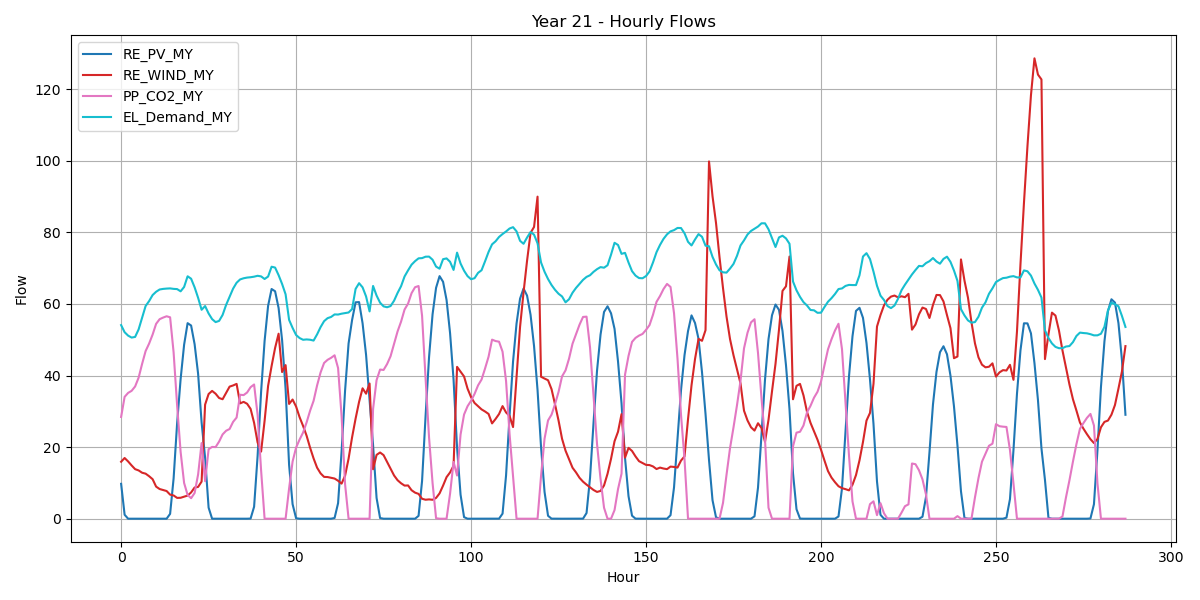 Year 21 - Hourly Flows
RE_PV_MY
RE_WIND_MY
PP_CO2_MY
EL_Demand_MY
Flow
120
100
80
60
40
20
0
0 50 100 150 200 250 300
Hour